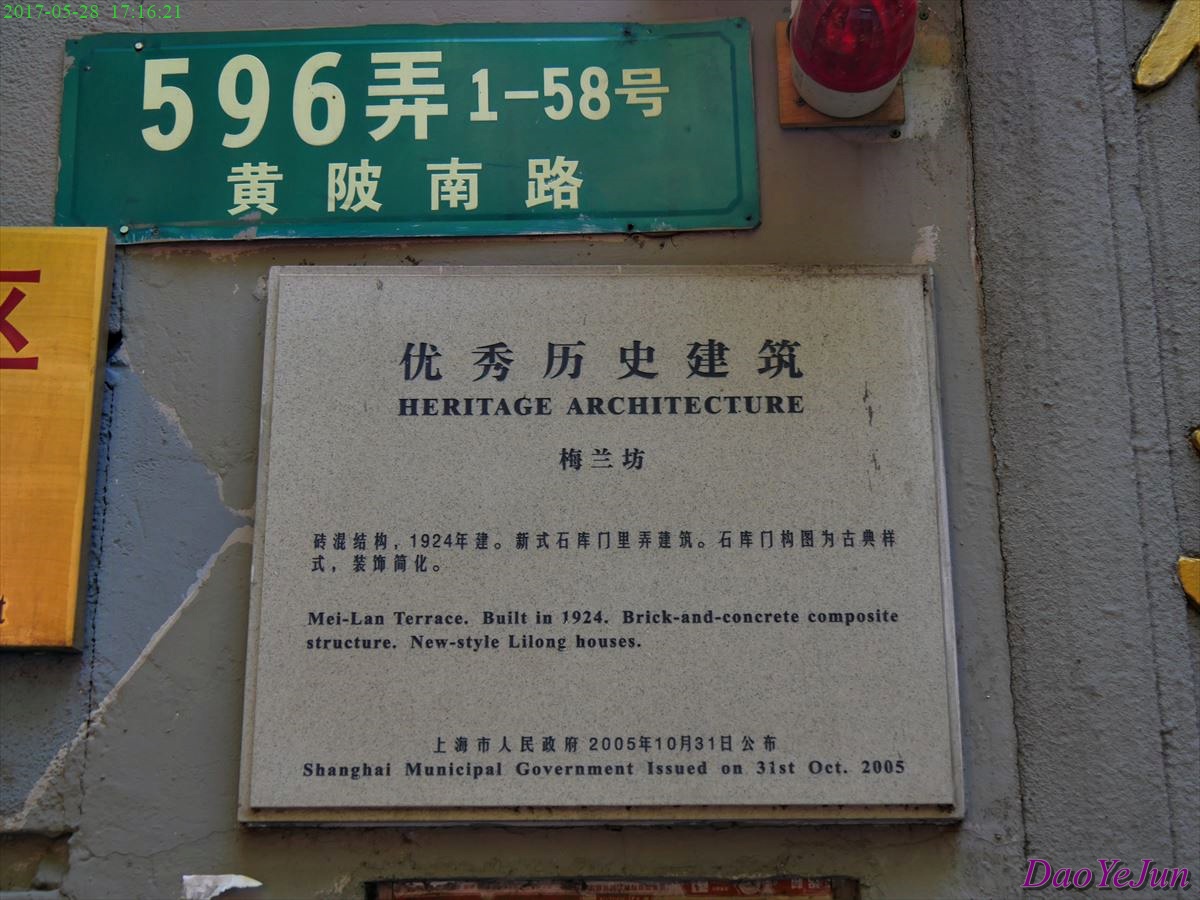 2017-05-28 17:16:21
596弄 1-58号
黄陂南路
区
优秀历史建筑
HERITAGE ARCHITECTURE
梅兰坊
砖混结构，1924年建。新式石库门里弄建筑。石库门构图为古典样
式，装饰简化。
Mei-Lan Terrace. Built in 1924. Brick-and-concrete composite
structure. New-style Lilong houses.
上海市人民政府 2005年10月31日公布
Shanghai Municipal Government Issued on 31st Oct. 2005
DaoYeJun